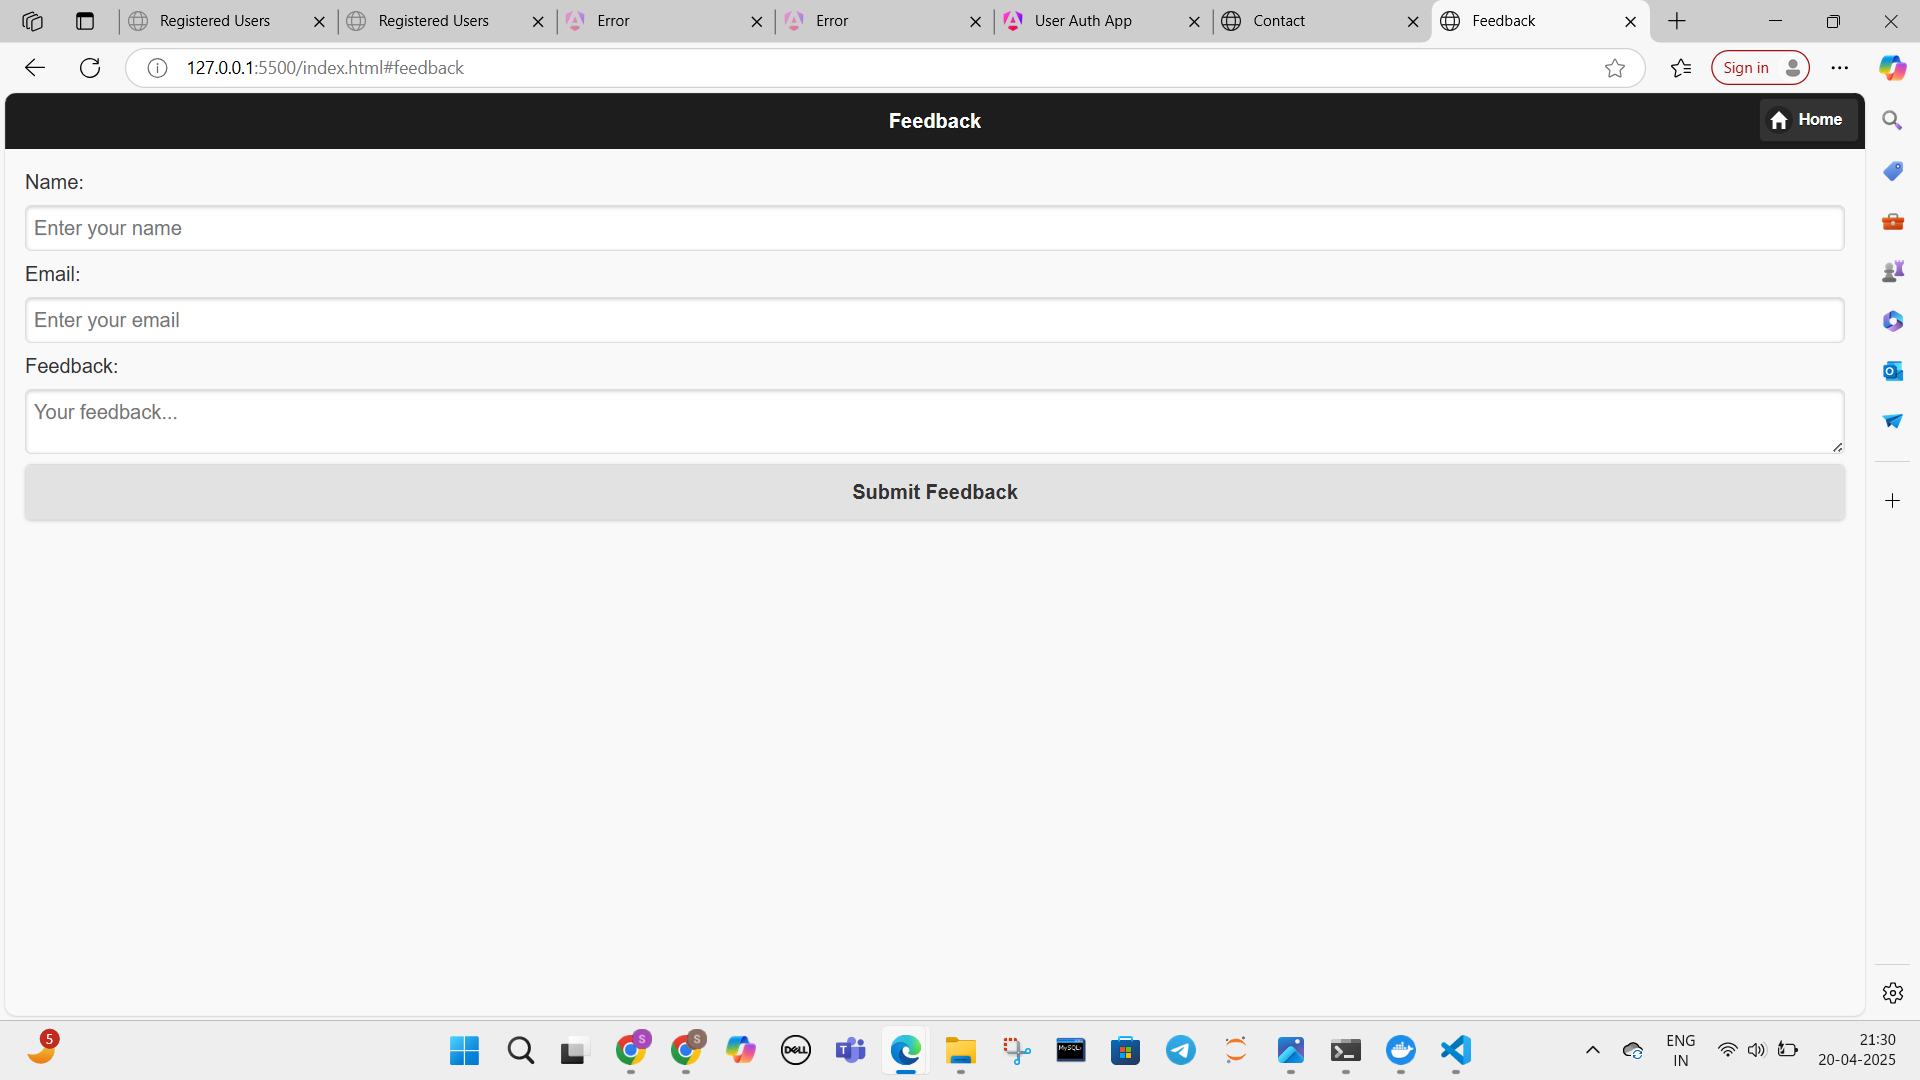 Registered Users
Registered Users
Error
Error
User Auth App
Contact
Feedback
127.0.0.1:5500/index.html#feedback
Sign in
Feedback
Home
Name:
Enter your name
Email:
Enter your email
Feedback:
Your feedback...
Submit Feedback
5
S
S
DELL
T
MySQL
ENG
IN
21:30
20-04-2025